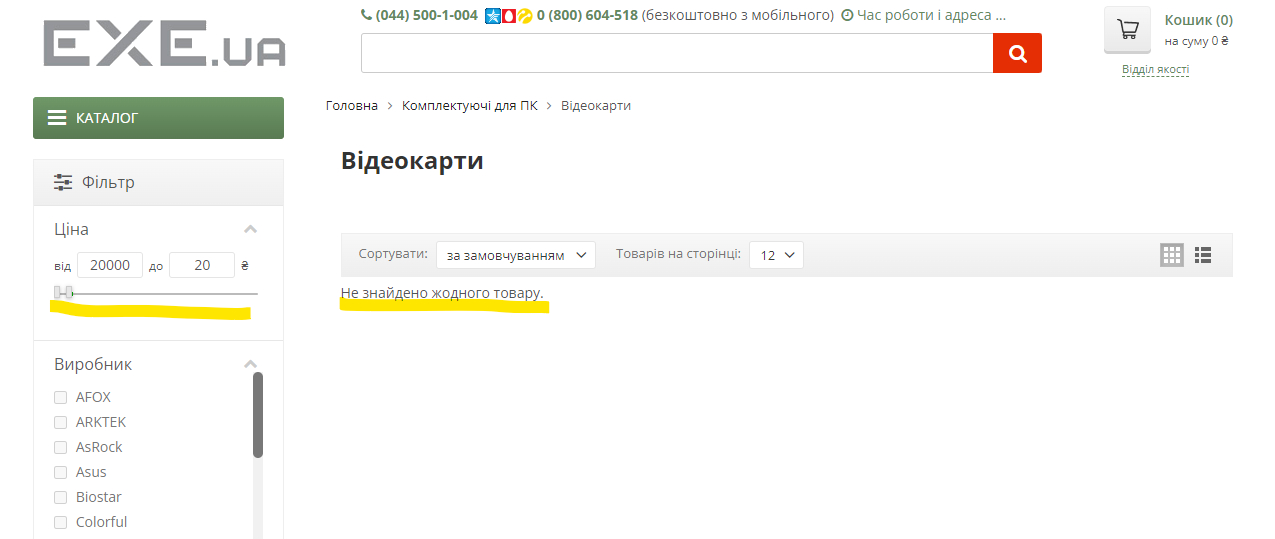 EXE.UA
(044) 500-1-004 0 (800) 604-518 (безкоштовно з мобільного) Час роботи і адреса ...
Кошик (0)
на суму 0 ₴
Відділ якості
КАТАЛОГ
Головна > Комплектуючі для ПК > Відеокарти
Відеокарти
Фільтр
Ціна
від 20000 до 20 ₴
Сортувати: за замовчуванням Товарів на сторінці: 12
Не знайдено жодного товару.
Виробник
AFOX
ARKTEK
AsRock
Asus
Biostar
Colorful